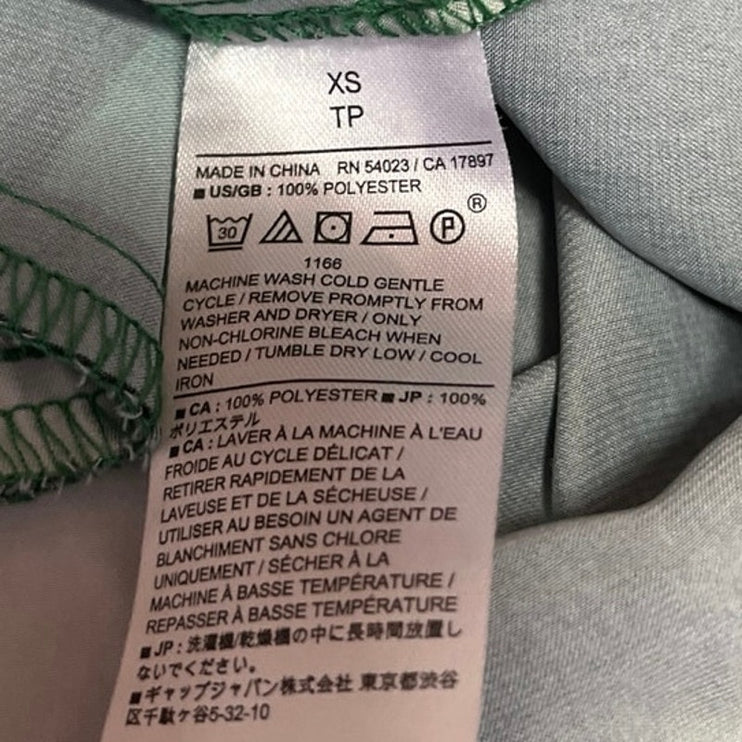 XS
TP
MADE IN CHINA RN 54023 / CA 17897
■ US/GB : 100% POLYESTER
30 P ®
1166
MACHINE WASH COLD GENTLE
CYCLE / REMOVE PROMPTLY FROM
WASHER AND DRYER / ONLY
NON-CHLORINE BLEACH WHEN
NEEDED / TUMBLE DRY LOW / COOL
IRON
■ CA : 100% POLYESTER ■ JP : 100%
ポリエステル
■ CA : LAVER À LA MACHINE À L'EAU
FROIDE AU CYCLE DÉLICAT /
RETIRER RAPIDEMENT DE LA
LAVEUSE ET DE LA SÉCHEUSE /
UTILISER AU BESOIN UN AGENT DE
BLANCHIMENT SANS CHLORE
UNIQUEMENT / SÉCHER À LA
MACHINE À BASSE TEMPÉRATURE /
REPASSER À BASSE TEMPÉRATURE
■ JP : 洗濯機/乾燥機の中に長時間放置し
ないでください。
■ ギャップジャパン株式会社 東京都渋谷
区千駄ヶ谷5-32-10